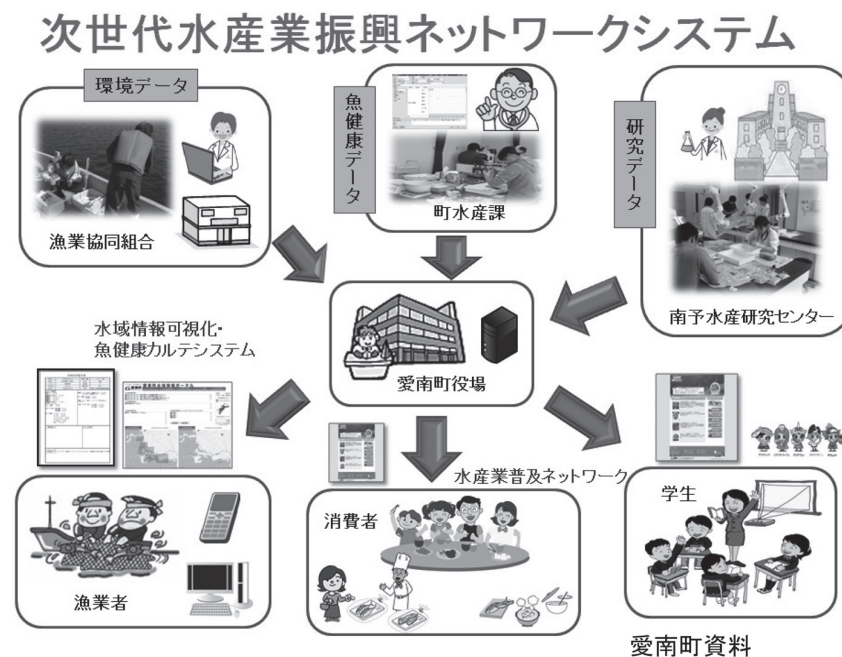 次世代水産業振興ネットワークシステム
環境データ
漁業協同組合
魚健康データ
町水産課
研究データ
南予水産研究センター
愛南町役場
水域情報可視化・
魚健康カルテシステム
漁業者
水産業普及ネットワーク
消費者
学生
愛南町資料